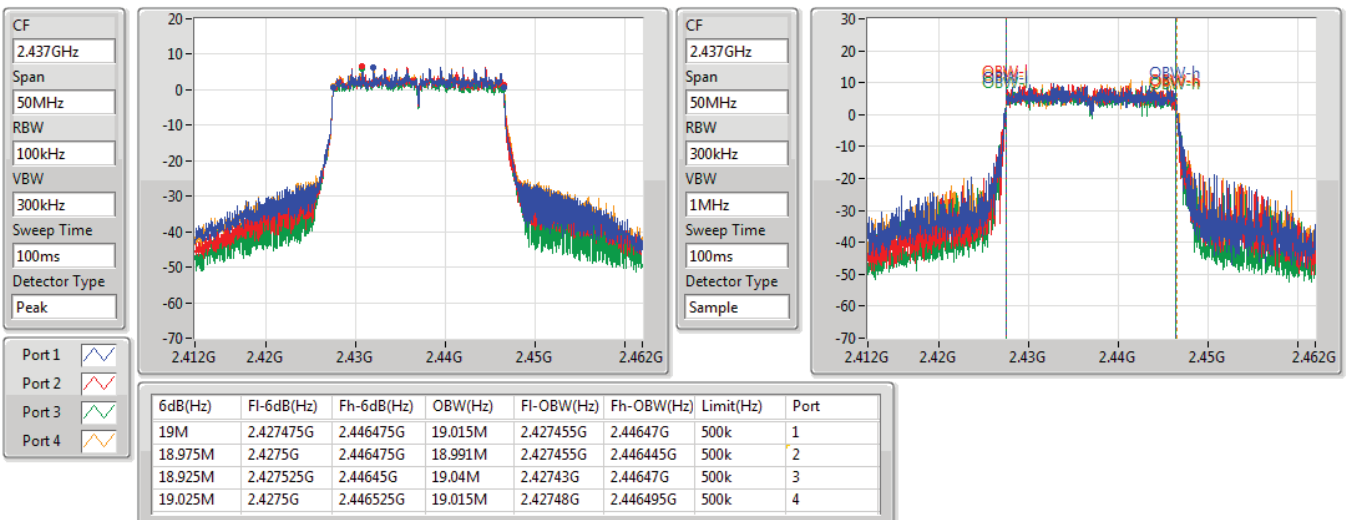 CF
2.437GHz
Span
50MHz
RBW
100kHz
VBW
300kHz
Sweep Time
100ms
Detector Type
Peak
20
10
0
-10
-20
-30
-40
-50
-60
-70
2.412G 2.42G 2.43G 2.44G 2.45G 2.462G
CF
2.437GHz
Span
50MHz
RBW
300kHz
VBW
1MHz
Sweep Time
100ms
Detector Type
Sample
30
20
10
0
-10
-20
-30
-40
-50
-60
-70
OBW-l OBW-h
2.412G 2.42G 2.43G 2.44G 2.45G 2.462G
Port 1
Port 2
Port 3
Port 4
6dB(Hz) Fl-6dB(Hz) Fh-6dB(Hz) OBW(Hz) Fl-OBW(Hz) Fh-OBW(Hz) Limit(Hz) Port
19M 2.427475G 2.446475G 19.015M 2.427455G 2.44647G 500k 1
18.975M 2.4275G 2.446475G 18.991M 2.427455G 2.446445G 500k 2
18.925M 2.427525G 2.44645G 19.04M 2.42743G 2.44647G 500k 3
19.025M 2.4275G 2.446525G 19.015M 2.42748G 2.446495G 500k 4